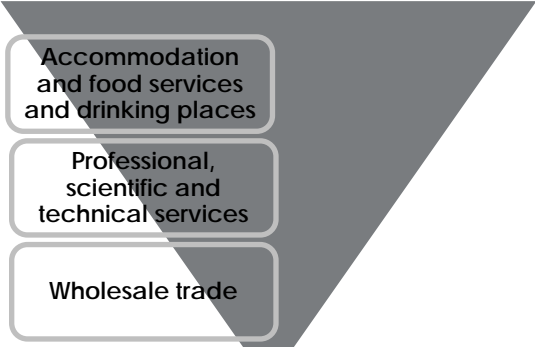 Accommodation
and food services
and drinking places
Professional,
scientific and
technical services
Wholesale trade